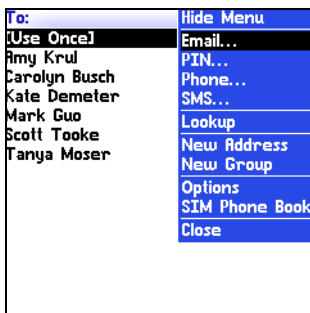 To:
[Use Once]
Amy Krul
Carolyn Busch
Kate Demeter
Mark Guo
Scott Tooke
Tanya Moser
Hide Menu
Email...
PIN...
Phone...
SMS...
Lookup
New Address
New Group
Options
SIM Phone Book
Close